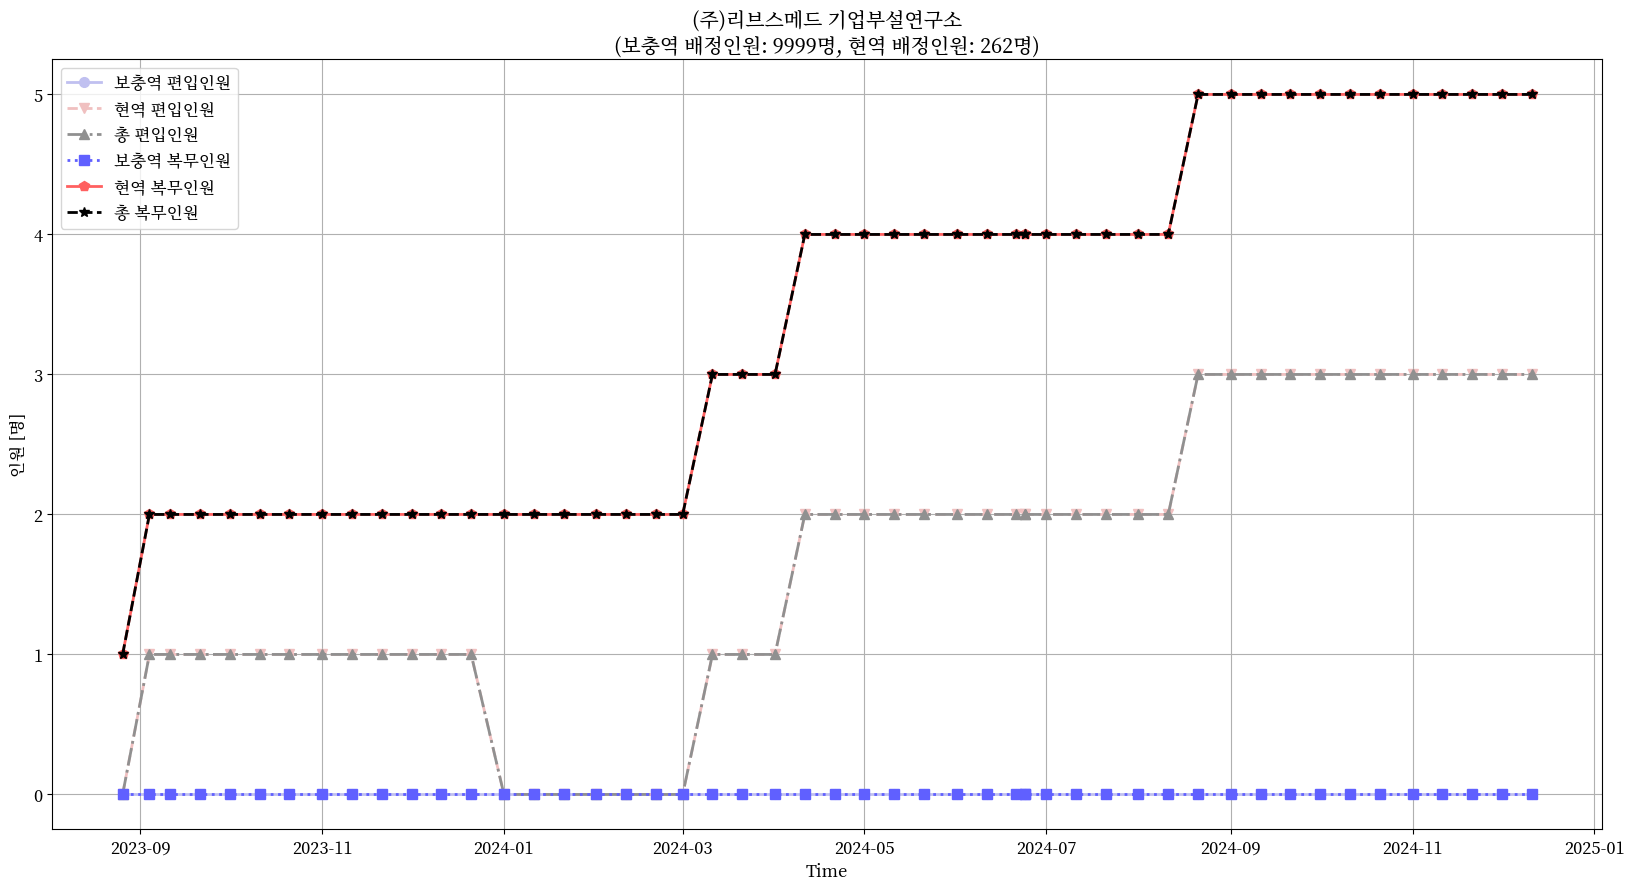 (주)리브스메드 기업부설연구소
(보충역 배정인원: 9999명, 현역 배정인원: 262명)
보충역 편입인원
현역 편입인원
총 편입인원
보충역 복무인원
현역 복무인원
총 복무인원
인원 [명]
5
4
3
2
1
0
2023-09
2023-11
2024-01
2024-03
2024-05
2024-07
2024-09
2024-11
2025-01
Time